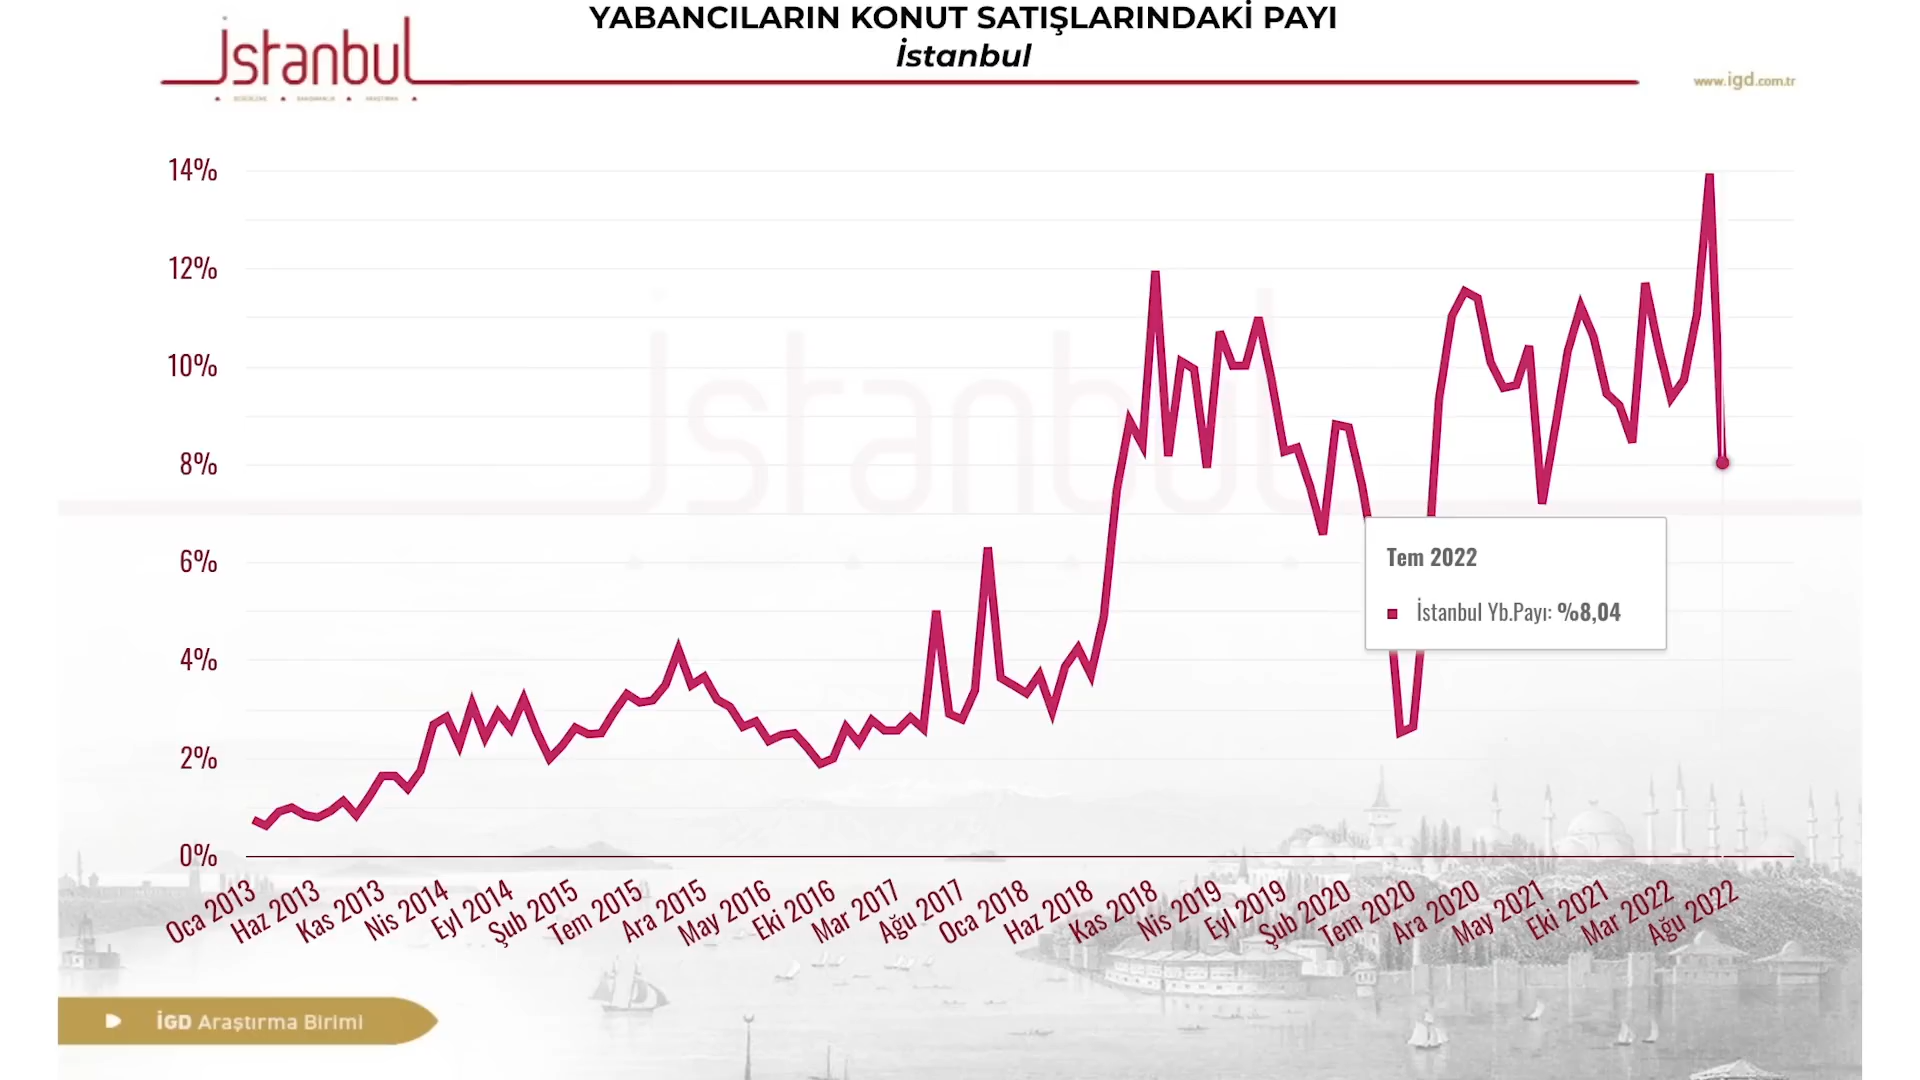 YABANCILARIN KONUT SATIŞLARINDAKİ PAYI
İstanbul
istanbul
www.igd.com.tr
14%
12%
10%
8%
6%
4%
2%
0%
istanbul
Tem 2022
İstanbul Yb.Payı: %8,04
Oca 2013
Haz 2013
Kas 2013
Nis 2014
Eyl 2014
Şub 2015
Tem 2015
Ara 2015
May 2016
Eki 2016
Mar 2017
Ağu 2017
Oca 2018
Haz 2018
Kas 2018
Nis 2019
Eyl 2019
Şub 2020
Tem 2020
Ara 2020
May 2021
Eki 2021
Mar 2022
Ağu 2022
İGD Araştırma Birimi